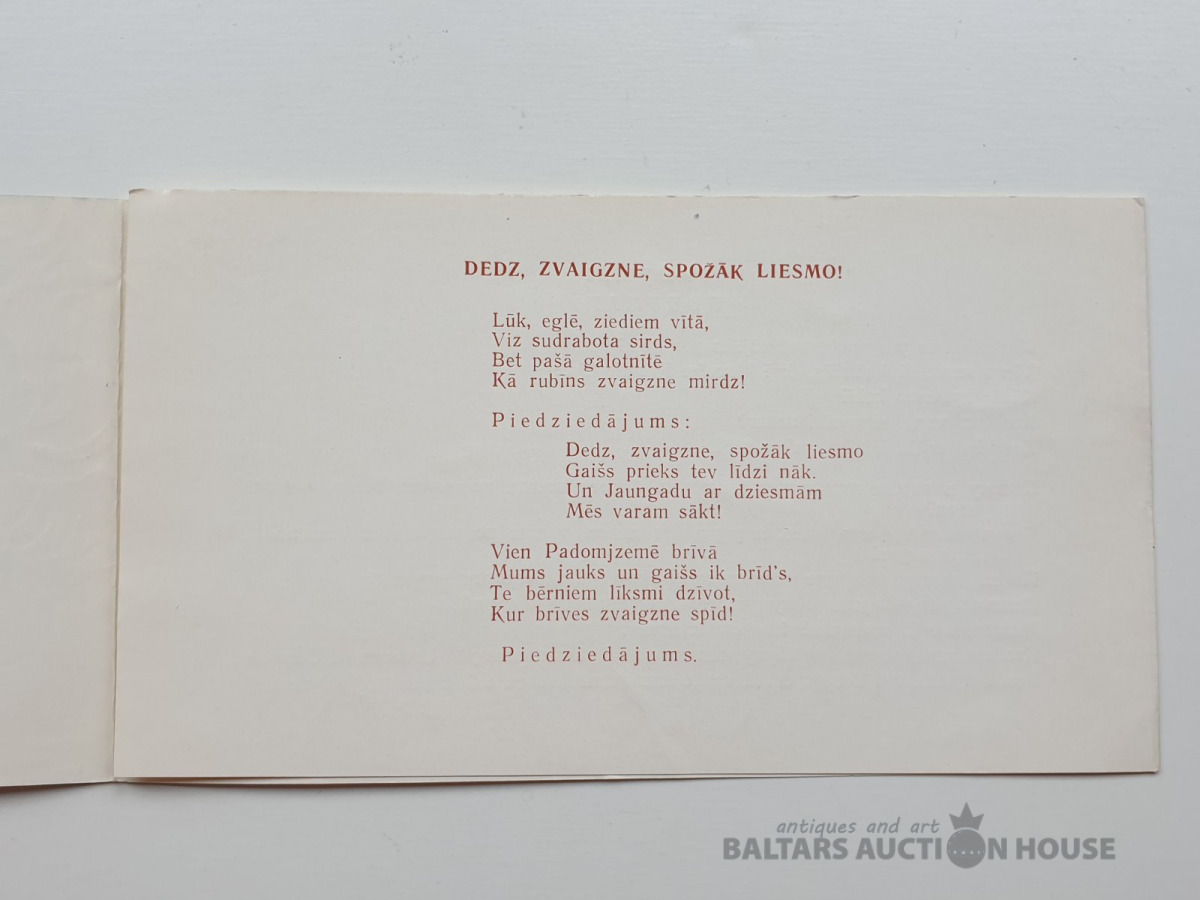 DEDZ, ZVAIGZNE, SPOŽĀK LIESMO!
Lūk, eglē, ziediem vītā,
Viz sudrabota sirds,
Bet pašā galotnītē
Kā rubīns zvaigzne mirdz!
Piedziedājums:
Dedz, zvaigzne, spožāk liesmo
Gaišs prieks tev līdzi nāk.
Un Jaungadu ar dziesmām
Mēs varam sākt!
Vien Padomjzemē brīvā
Mums jauks un gaišs ik brīd's,
Te bērniem līksmi dzīvot,
Kur brīves zvaigzne spīd!
Piedziedājums.
antiques and art
BALTARS AUCTION HOUSE